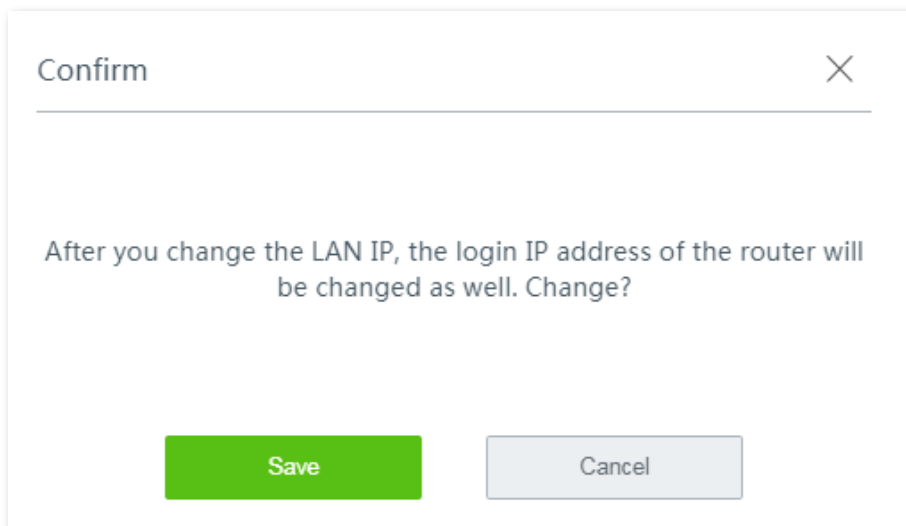 Confirm
After you change the LAN IP, the login IP address of the router will
be changed as well. Change?
Save
Cancel